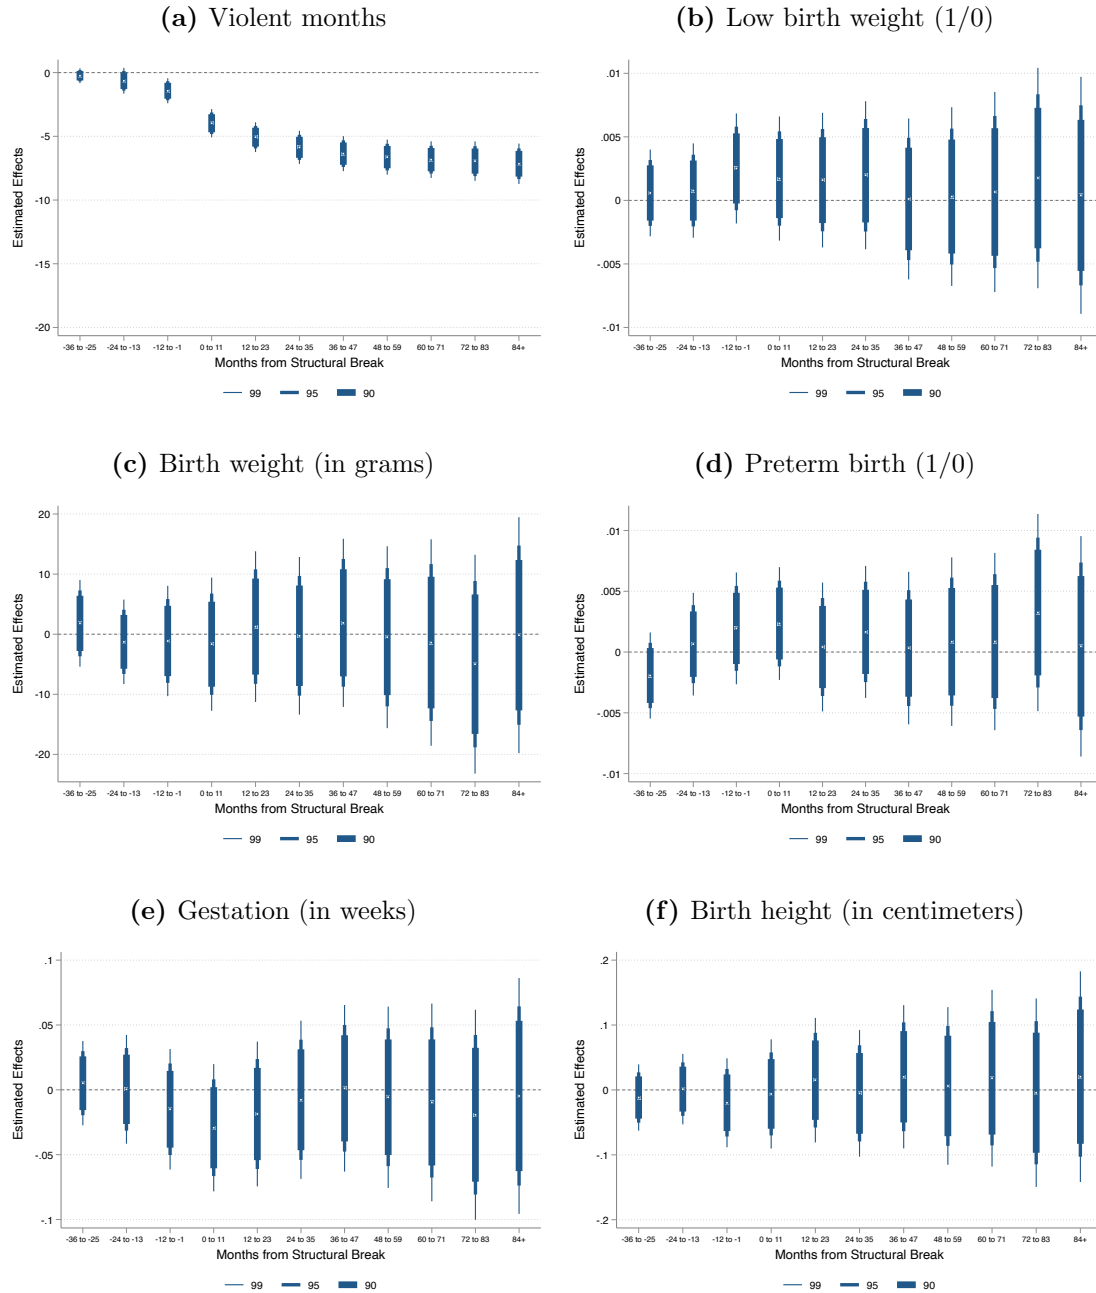 (a) Violent months
Estimated Effects
0
-5
-10
-15
-20
-36 to -25 -24 to -13 -12 to -1 0 to 11 12 to 23 24 to 35 36 to 47 48 to 59 60 to 71 72 to 83 84+
Months from Structural Break
99 95 90
(b) Low birth weight (1/0)
Estimated Effects
.01
.005
0
-.005
-.01
-36 to -25 -24 to -13 -12 to -1 0 to 11 12 to 23 24 to 35 36 to 47 48 to 59 60 to 71 72 to 83 84+
Months from Structural Break
99 95 90
(c) Birth weight (in grams)
Estimated Effects
20
10
0
-10
-20
-36 to -25 -24 to -13 -12 to -1 0 to 11 12 to 23 24 to 35 36 to 47 48 to 59 60 to 71 72 to 83 84+
Months from Structural Break
99 95 90
(d) Preterm birth (1/0)
Estimated Effects
.01
.005
0
-.005
-.01
-36 to -25 -24 to -13 -12 to -1 0 to 11 12 to 23 24 to 35 36 to 47 48 to 59 60 to 71 72 to 83 84+
Months from Structural Break
99 95 90
(e) Gestation (in weeks)
Estimated Effects
.1
.05
0
-.05
-.1
-36 to -25 -24 to -13 -12 to -1 0 to 11 12 to 23 24 to 35 36 to 47 48 to 59 60 to 71 72 to 83 84+
Months from Structural Break
99 95 90
(f) Birth height (in centimeters)
Estimated Effects
.2
.1
0
-.1
-.2
-36 to -25 -24 to -13 -12 to -1 0 to 11 12 to 23 24 to 35 36 to 47 48 to 59 60 to 71 72 to 83 84+
Months from Structural Break
99 95 90